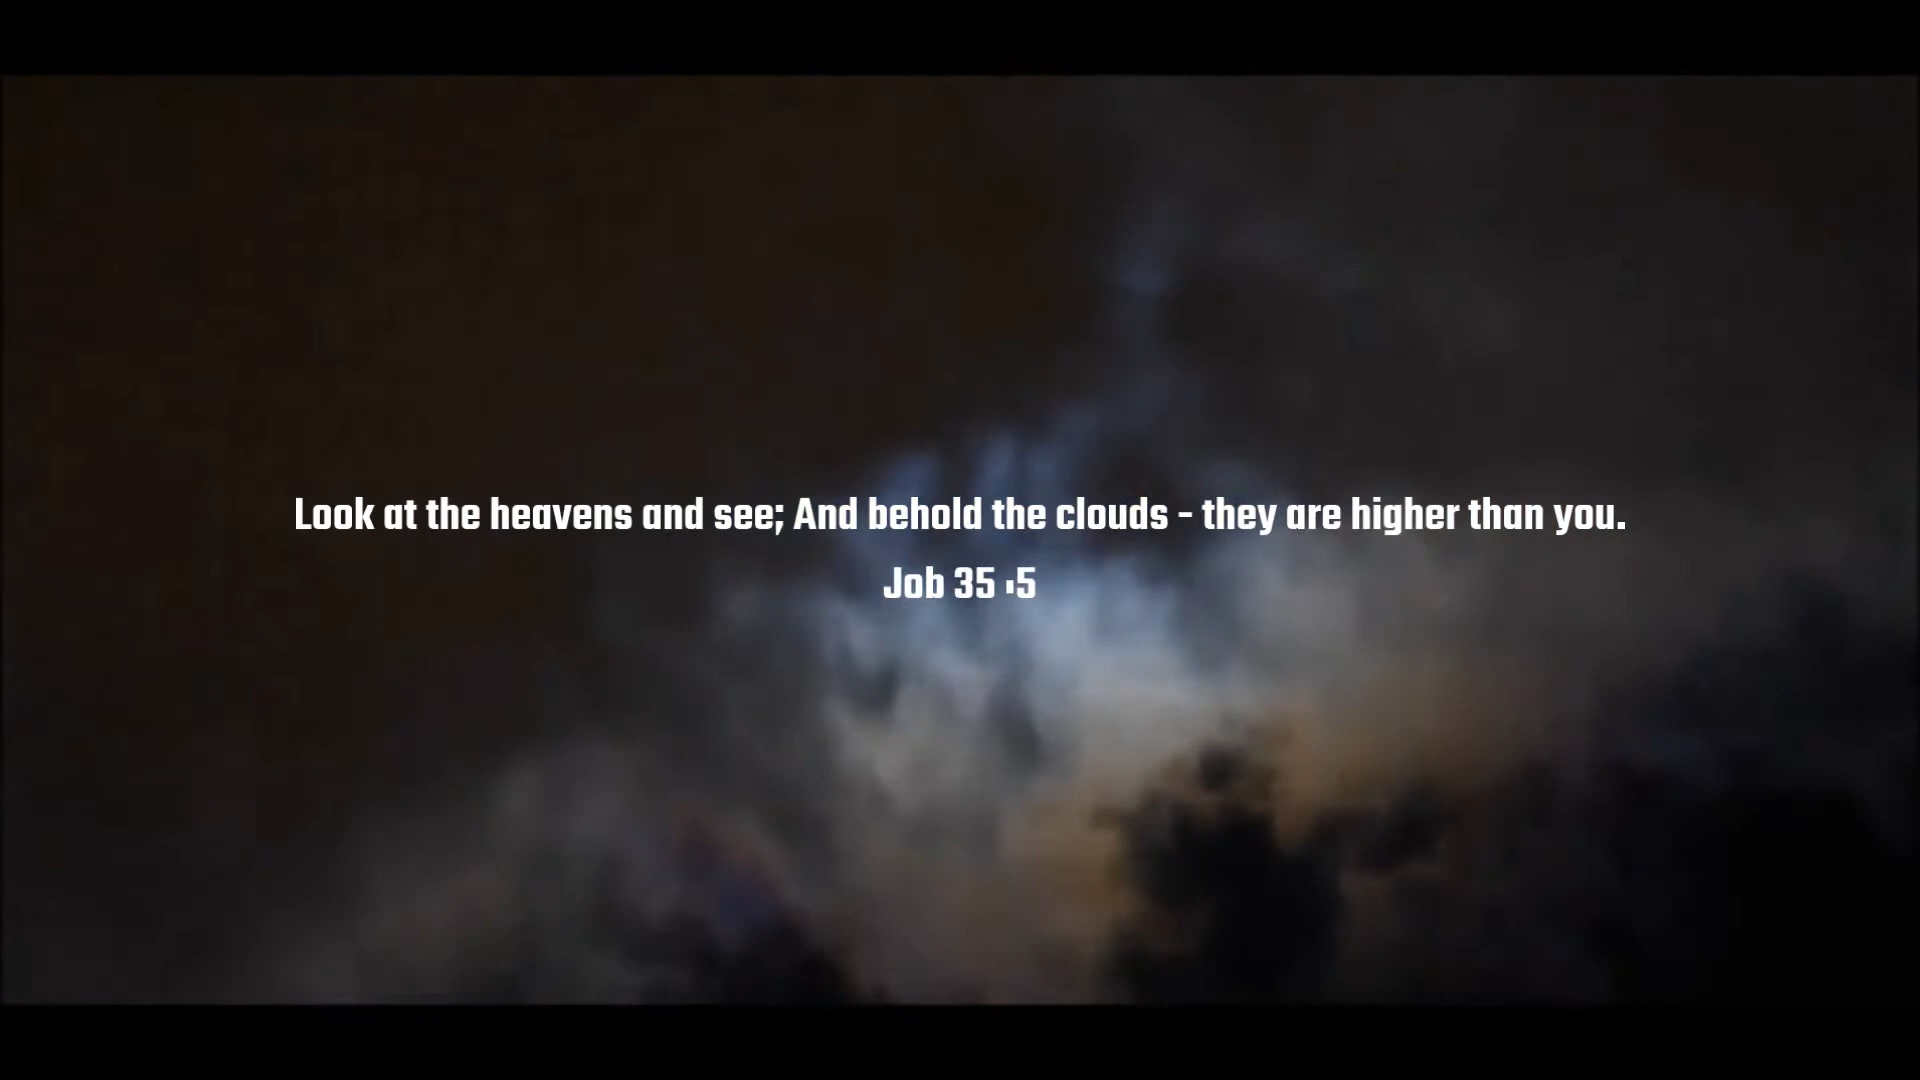 Look at the heavens and see; And behold the clouds - they are higher than you.
Job 35 :5